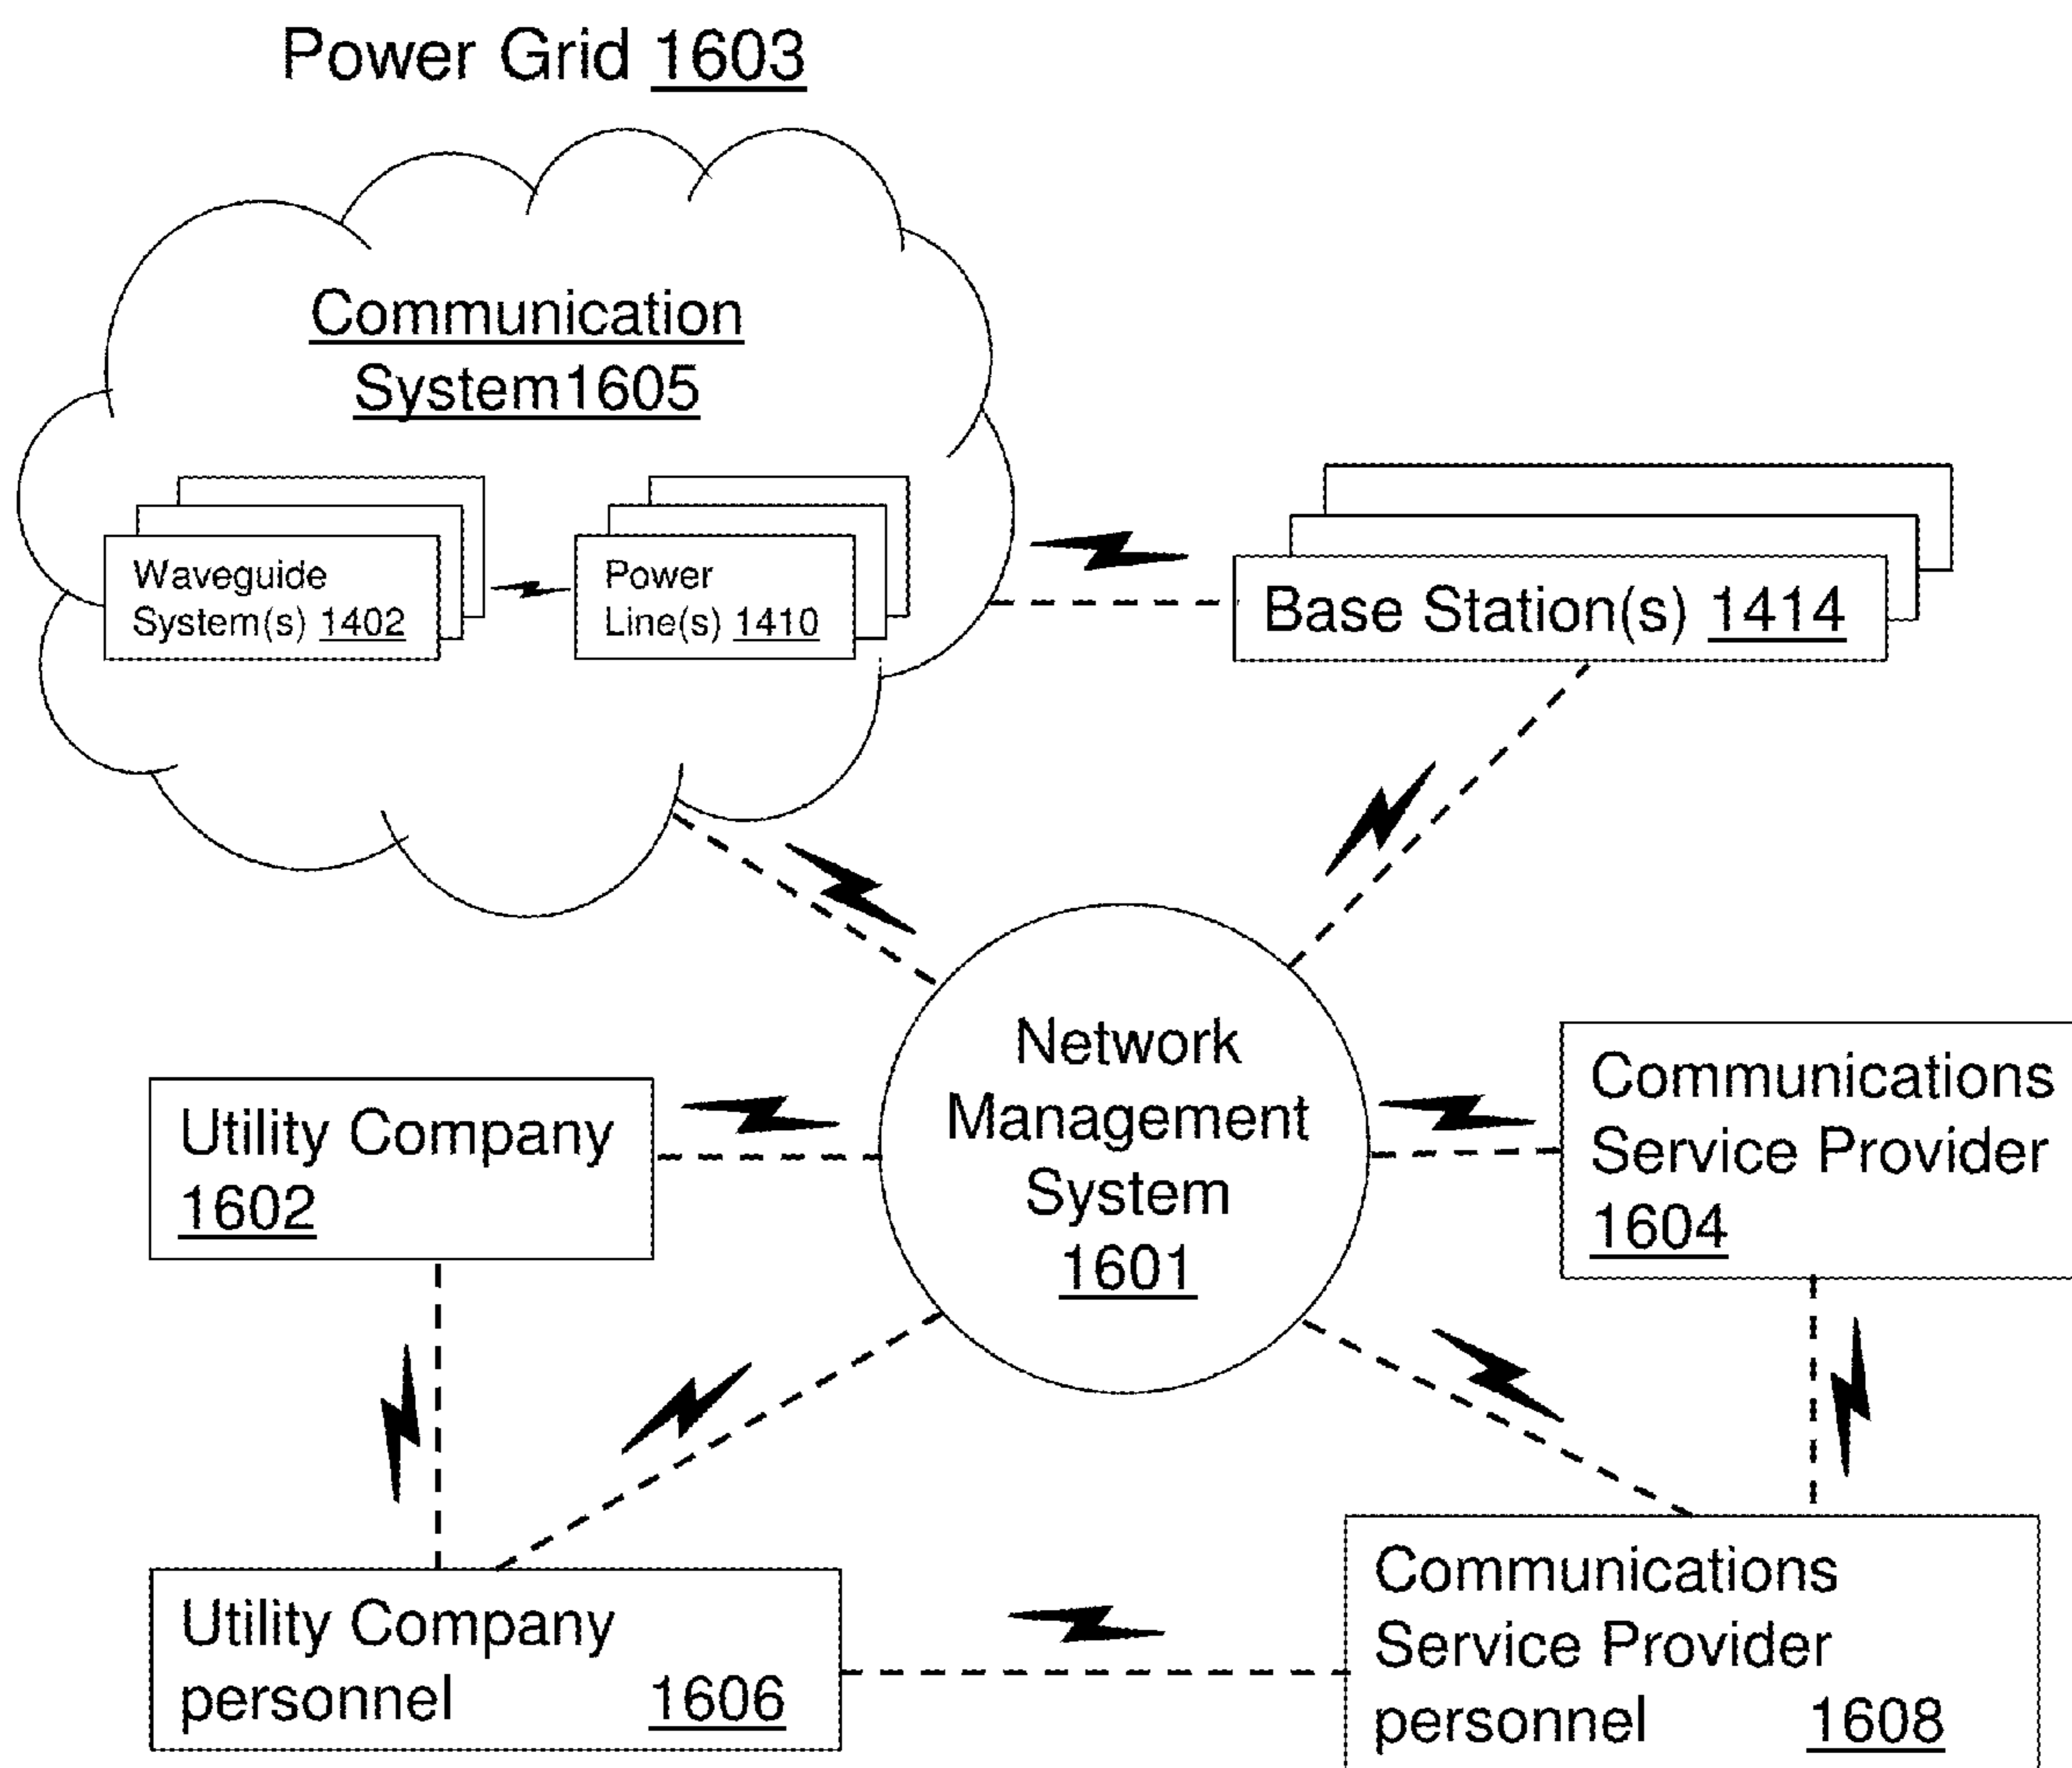 Power Grid 1603
Communication
System1605
Waveguide
System(s) 1402
Power
Line(s) 1410
Base Station(s) 1414
Network
Management
System
1601
Utility Company
1602
Communications
Service Provider
1604
Utility Company
personnel 1606
Communications
Service Provider
personnel 1608